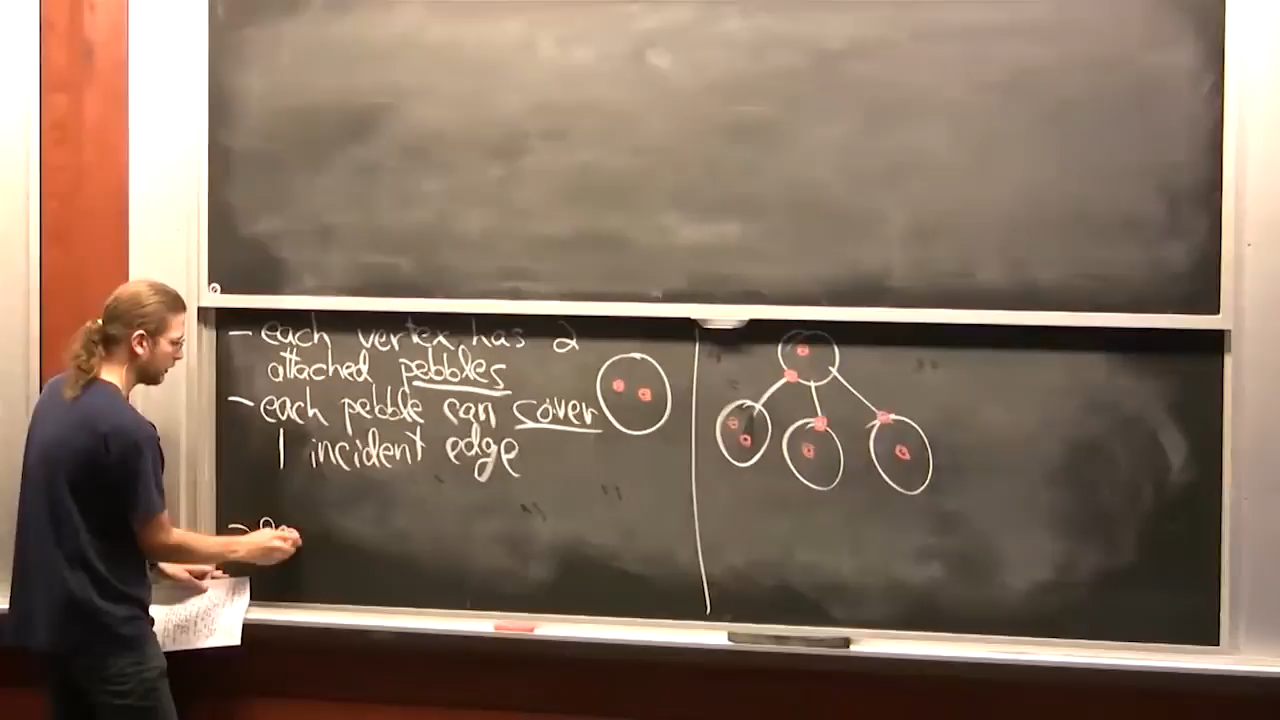 - each vertex has 2
attached pebbles
- each pebble can cover
1 incident edge